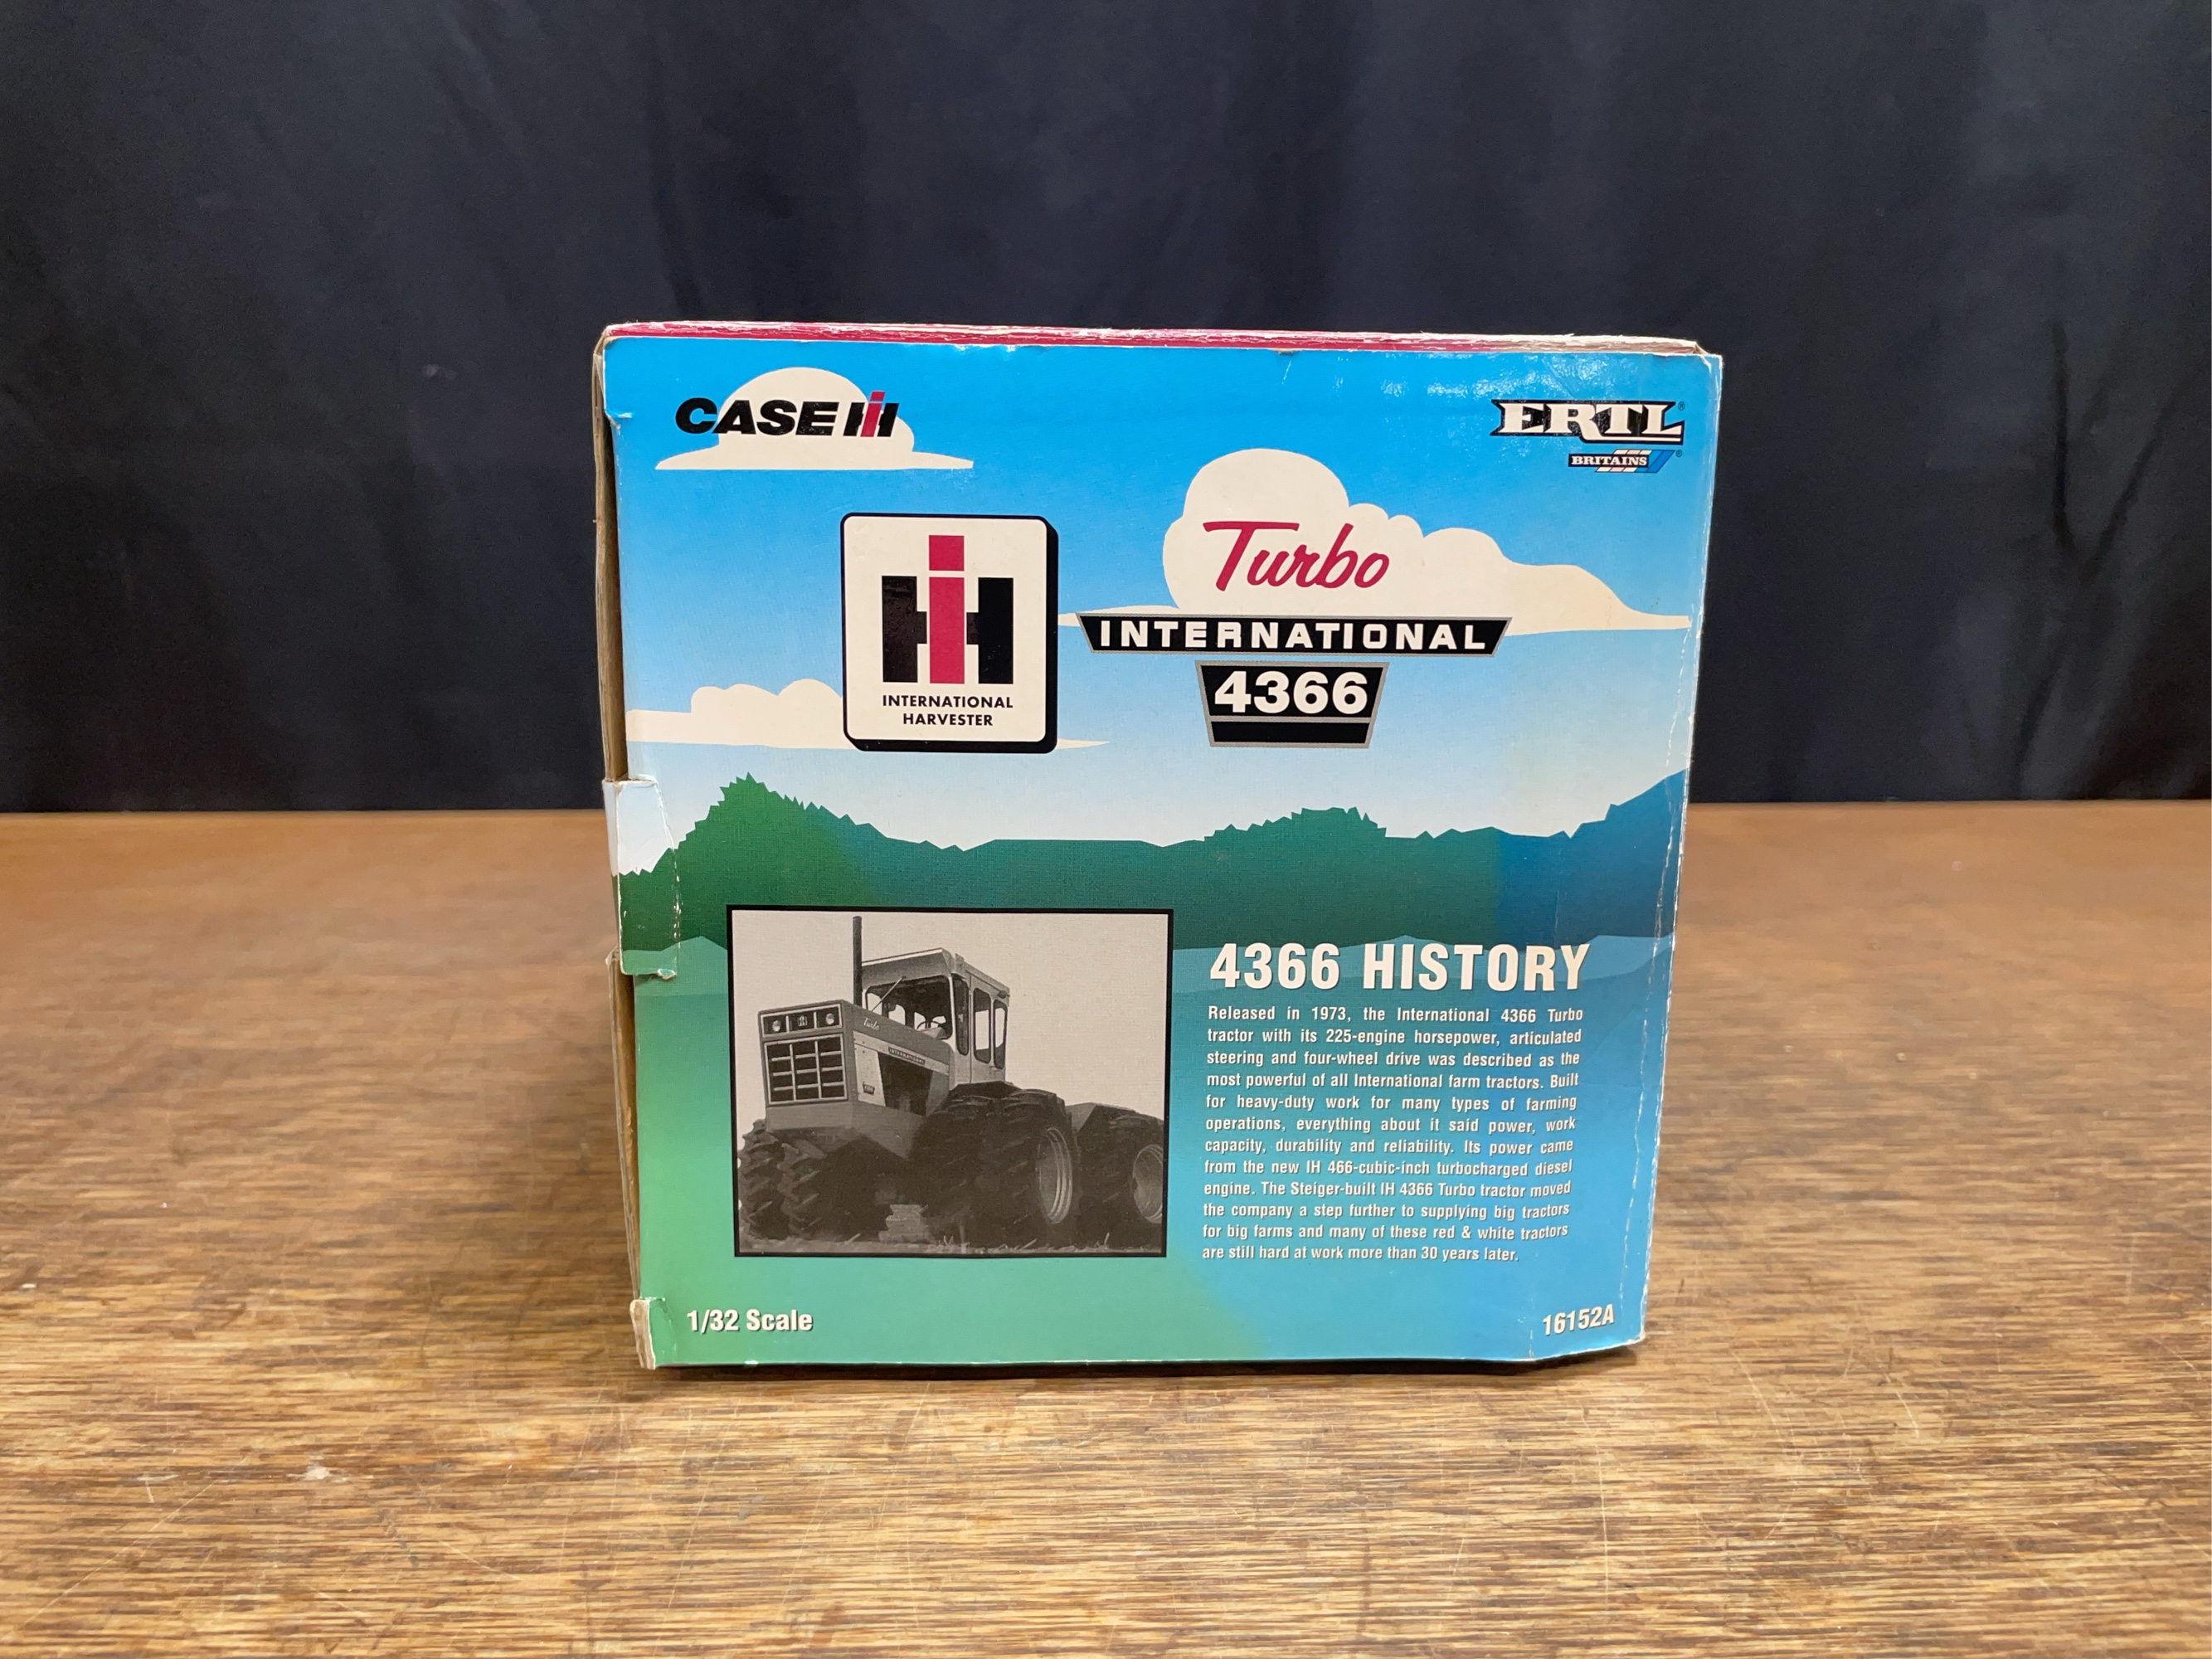 CASE IH
ERTL®
BRITAINS®
Turbo
INTERNATIONAL
4366
IH
INTERNATIONAL
HARVESTER
Turbo
INTERNATIONAL
4366 HISTORY
Released in 1973, the International 4366 Turbo
tractor with its 225-engine horsepower, articulated
steering and four-wheel drive was described as the
most powerful of all International farm tractors. Built
for heavy-duty work for many types of farming
operations, everything about it said power, work
capacity, durability and reliability. Its power came
from the new IH 466-cubic-inch turbocharged diesel
engine. The Steiger-built IH 4366 Turbo tractor moved
the company a step further to supplying big tractors
for big farms and many of these red & white tractors
are still hard at work more than 30 years later.
1/32 Scale
16152A